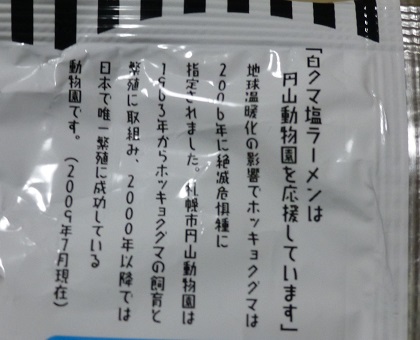 「白クマ塩ラーメンは
円山動物園を応援しています」
地球温暖化の影響でホッキョクグマは
2006年に絶滅危惧種に
指定されました。札幌市円山動物園は
1963年からホッキョクグマの飼育と
繁殖に取組み、2000年以降では
日本で唯一繁殖に成功している
動物園です。（2009年7月現在）